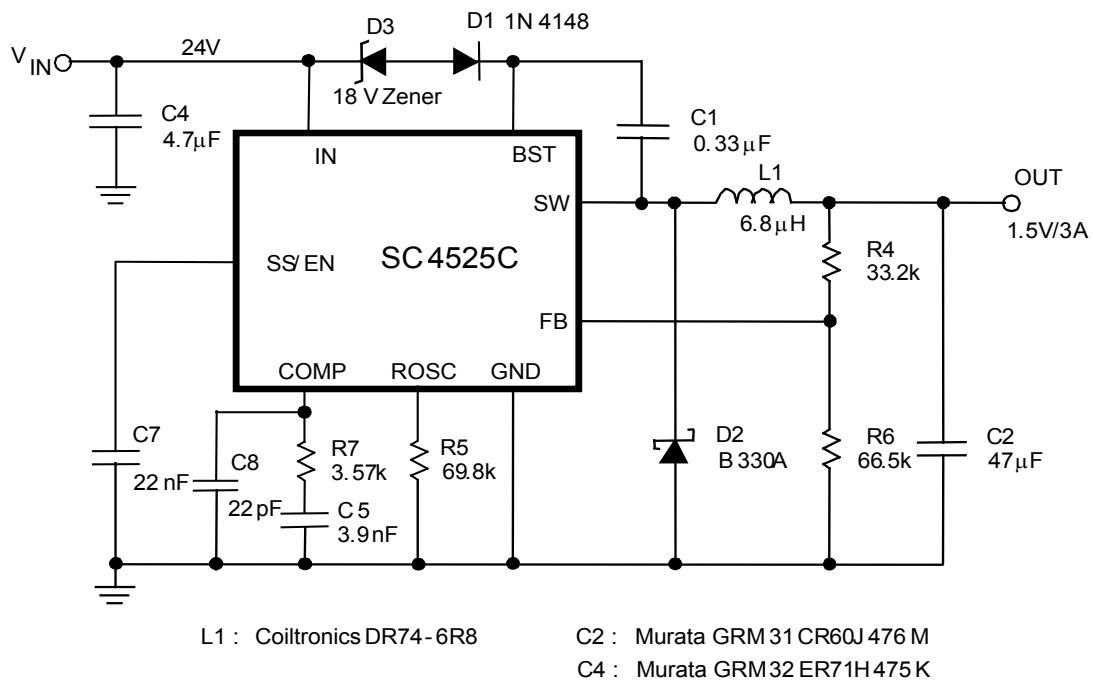 D3
D1 1N 4148
V IN
24V
18 V Zener
C4
4.7µF
C1
0.33µF
IN
BST
L1
OUT
SW
6.8µH
1.5V/3A
R4
33.2k
SS/ EN
SC 4525C
FB
COMP
ROSC
GND
C7
22 nF
C8
22 pF
R7
3.57k
C 5
3.9 nF
R5
69.8k
D2
B 330A
R6
66.5k
C2
47µF
L1 : Coiltronics DR74-6R8
C2 : Murata GRM 31 CR60J 476 M
C4 : Murata GRM 32 ER71H 475 K